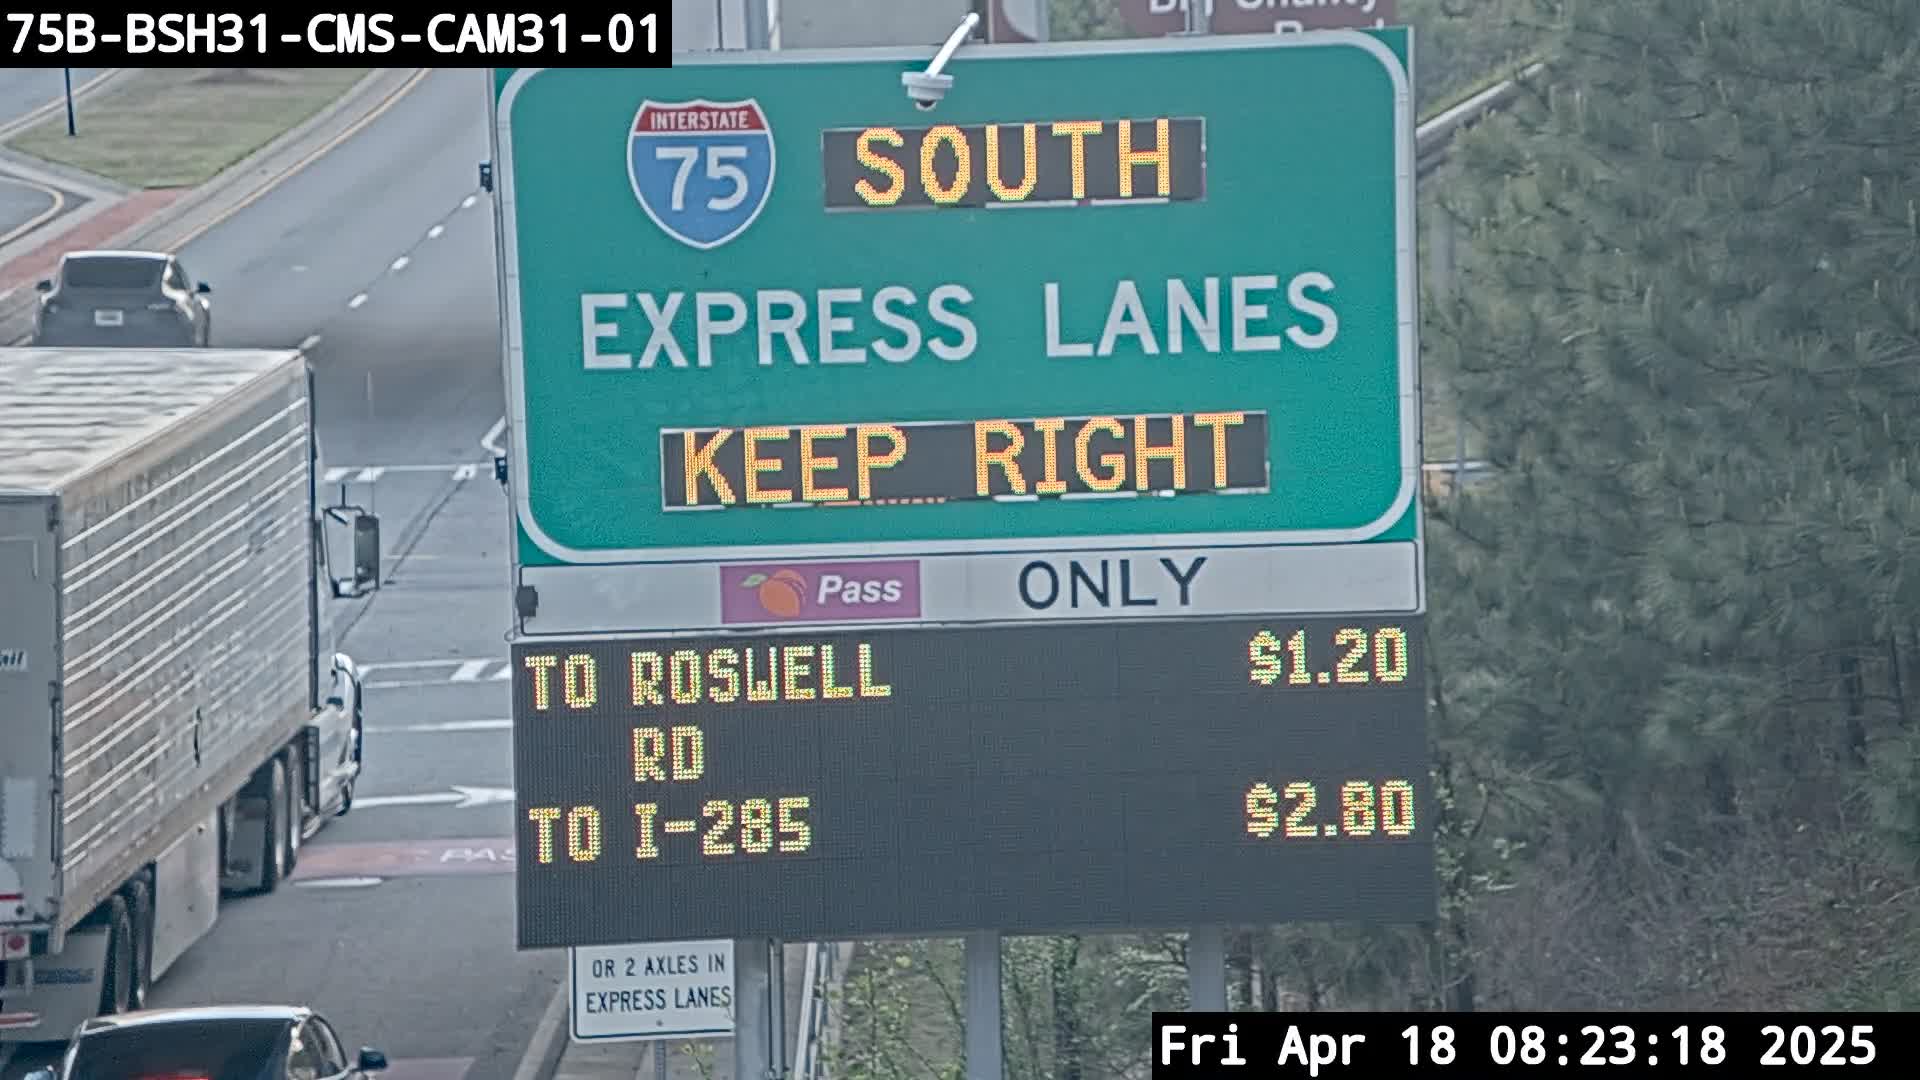 75B-BSH31-CMS-CAM31-01
INTERSTATE
75
SOUTH
EXPRESS LANES
KEEP RIGHT
Pass ONLY
TO ROSWELL $1.20
RD
TO I-285 $2.80
OR 2 AXLES IN
EXPRESS LANES
Fri Apr 18 08:23:18 2025